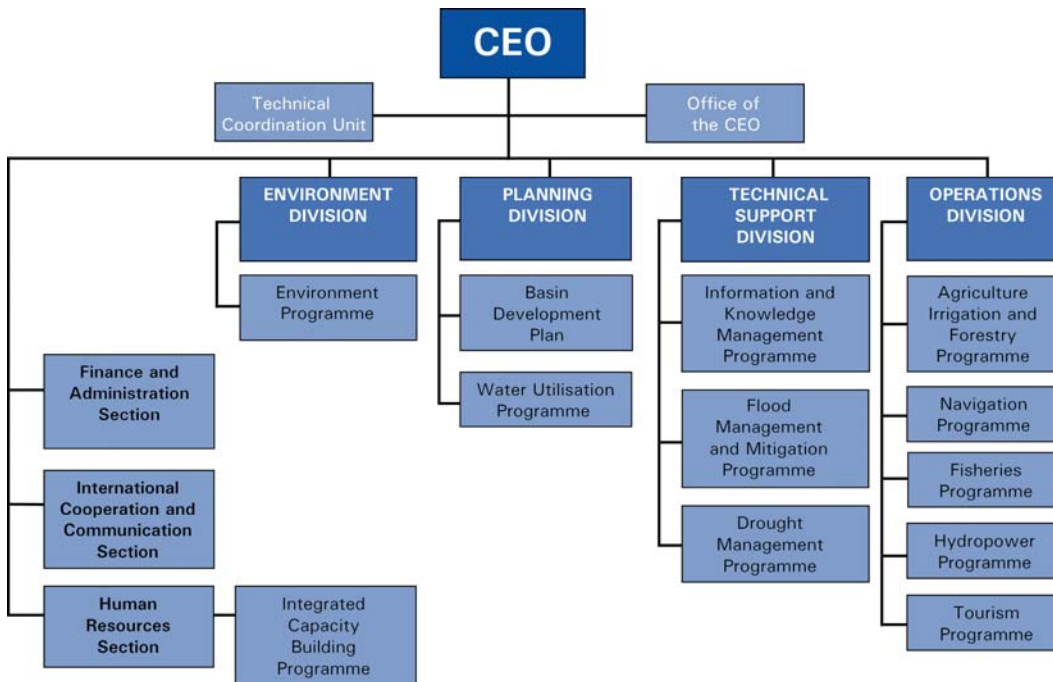 CEO
Technical
Coordination Unit
Office of
the CEO
ENVIRONMENT
DIVISION
PLANNING
DIVISION
TECHNICAL
SUPPORT
DIVISION
OPERATIONS
DIVISION
Environment
Programme
Basin
Development
Plan
Information and
Knowledge
Management
Programme
Agriculture
Irrigation and
Forestry
Programme
Finance and
Administration
Section
Water Utilisation
Programme
Flood
Management
and Mitigation
Programme
Navigation
Programme
Fisheries
Programme
International
Cooperation and
Communication
Section
Drought
Management
Programme
Hydropower
Programme
Human
Resources
Section
Integrated
Capacity
Building
Programme
Tourism
Programme